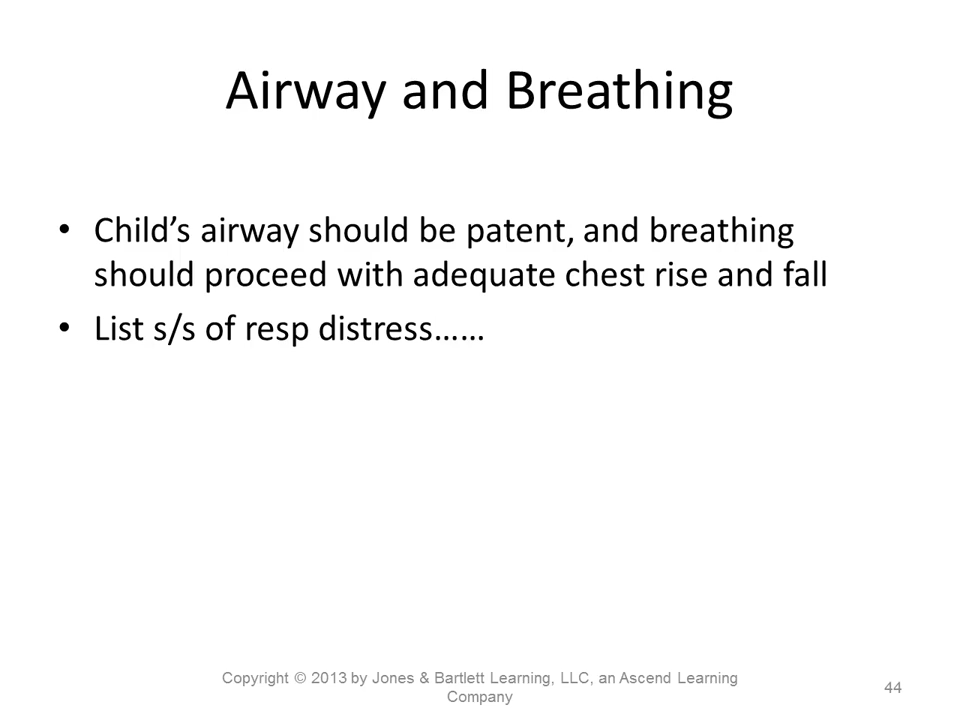 Airway and Breathing
• Child’s airway should be patent, and breathing
should proceed with adequate chest rise and fall
• List s/s of resp distress……
Copyright © 2013 by Jones & Bartlett Learning, LLC, an Ascend Learning
Company
44